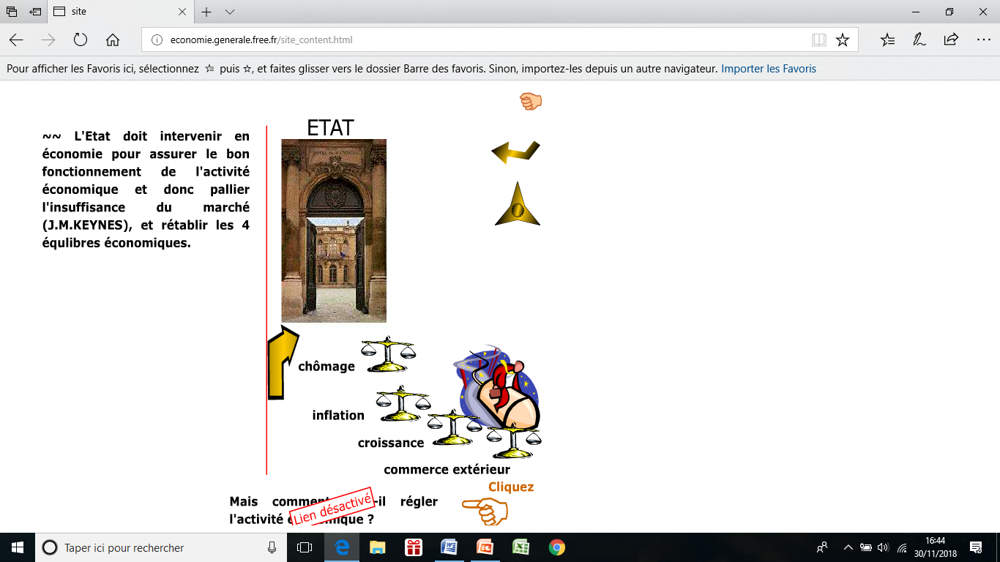 site
economie.generale.free.fr/site_content.html
Pour afficher les Favoris ici, sélectionnez puis ☆, et faites glisser vers le dossier Barre des favoris. Sinon, importez-les depuis un autre navigateur. Importer les Favoris
~~ L'Etat doit intervenir en
économie pour assurer le bon
fonctionnement de l'activité
économique et donc pallier
l'insuffisance du marché
(J.M.KEYNES), et rétablir les 4
équlibres économiques.
ETAT
chômage
inflation
croissance
commerce extérieur
Cliquez
Mais comment -il régler
l'activité ?
Lien désactivé
Taper ici pour rechercher
16:44
30/11/2018